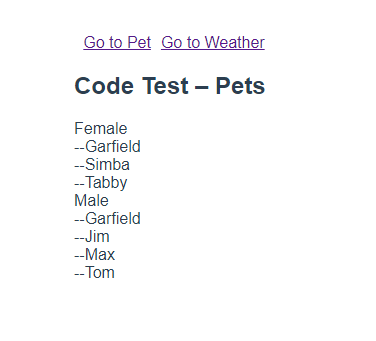 Go to Pet Go to Weather
Code Test – Pets
Female
--Garfield
--Simba
--Tabby
Male
--Garfield
--Jim
--Max
--Tom